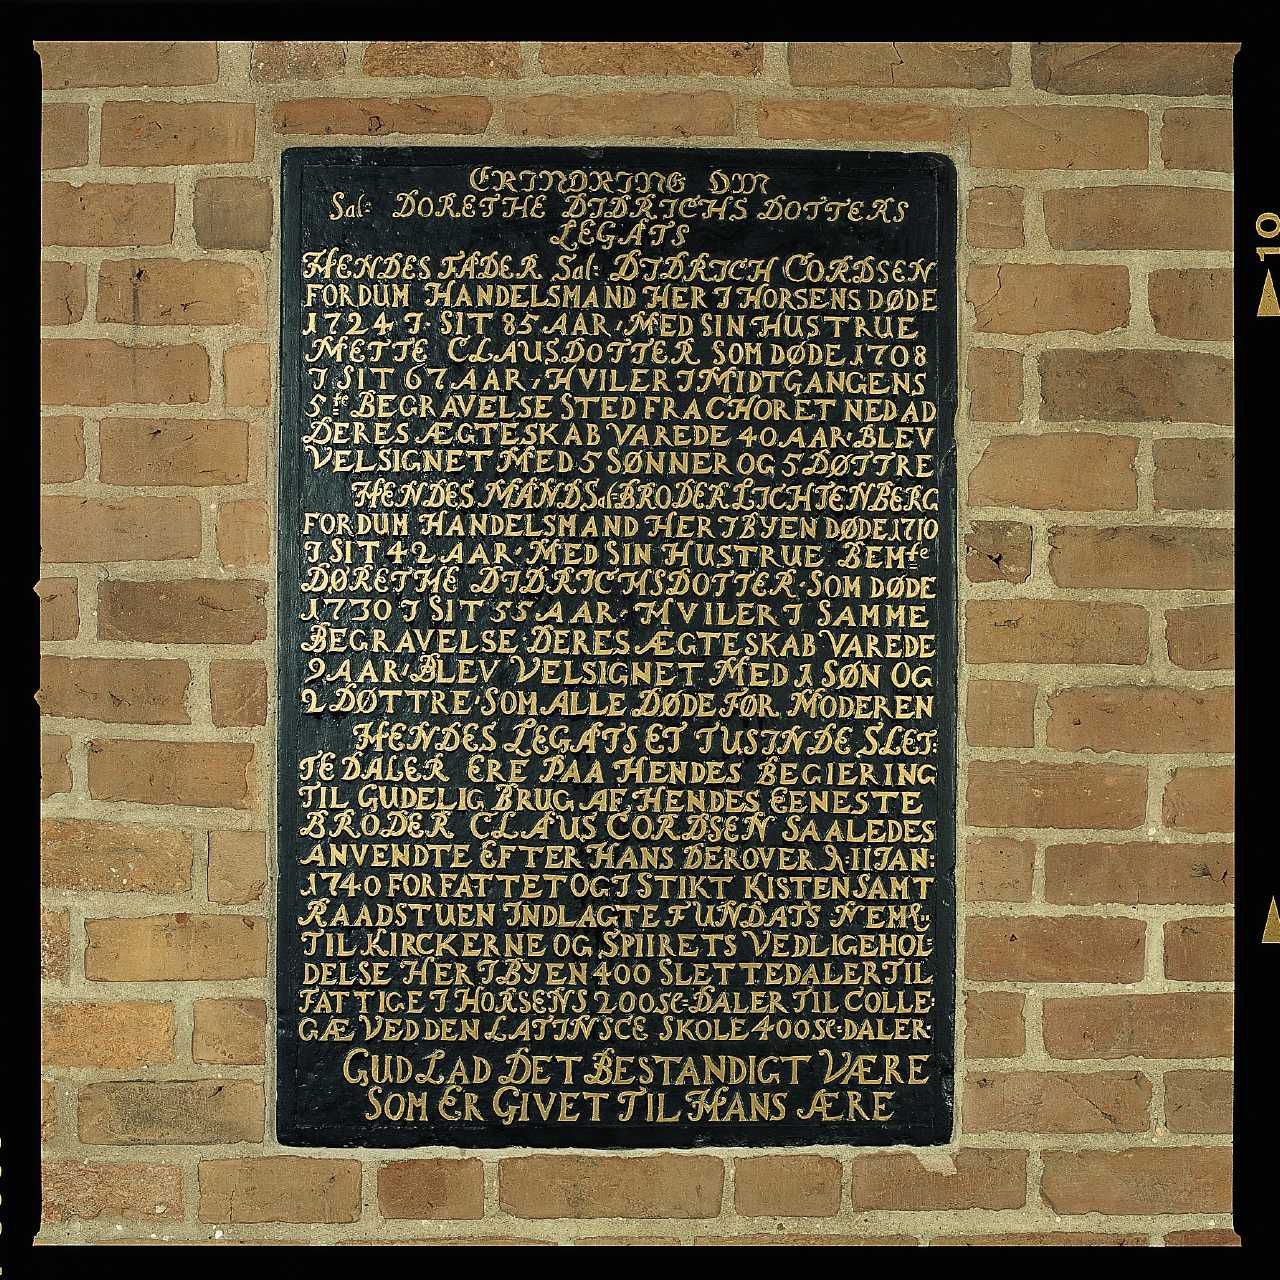 ERINDRING OM
Sal: DORETHE DIDRICHS DOTTERS
LEGATS
HENDES FADER Sal: DIDRICH CORDSEN
FORDUM HANDELSMAND HER I HORSENS DØDE
1724 I SIT 85 AAR MED SIN HUSTRUE
METTE CLAUSDOTTER SOM DØDE 1708
I SIT 67 AAR, HVILER I MIDTGANGENS
5te BEGRAVELSE STED FRA CHORET NED AD
DERES ÆGTESKAB VAREDE 40 AAR, BLEV
VELSIGNET MED 5 SØNNER OG 5 DØTTRE
HENDES MAND Sal: BRODER LICHTENBERG
FORDUM HANDELSMAND HER I BYEN DØDE 1710
I SIT 42 AAR MED SIN HUSTRUE BEMte
DORETHE DIDRICHSDOTTER SOM DØDE
1730 I SIT 55 AAR HVILER I SAMME
BEGRAVELSE DERES ÆGTESKAB VAREDE
9 AAR, BLEV VELSIGNET MED 1 SØN OG
2 DØTTRE, SOM ALLE DØDE FØR MODEREN
HENDES LEGATS ET TUSINDE SLET:
TE DALER ERE PAA HENDES BEGIERING
TIL GUDELIG BRUG AF HENDES EENESTE
BRODER CLAUS CORDSEN SAALEDES
ANVENDTE EFTER HANS DEROVER D: 11 JAN:
1740 FORFATTET OG I STIKT KISTEN SAMT
RAADSTUEN INDLAGTE FUNDATS NEMl:
TIL KIRCKERNE OG SPIIRETS VEDLIGEHOL:
DELSE HER I BYEN 400 SLETTEDALER TIL
FATTIGE I HORSENS 200 Sl: DALER TIL COLLE:
GÆ VED DEN LATINSCE SKOLE 400 Sl: DALER
GUD LAD DET BESTANDIGT VÆRE
SOM ER GIVET TIL HANS ÆRE
10